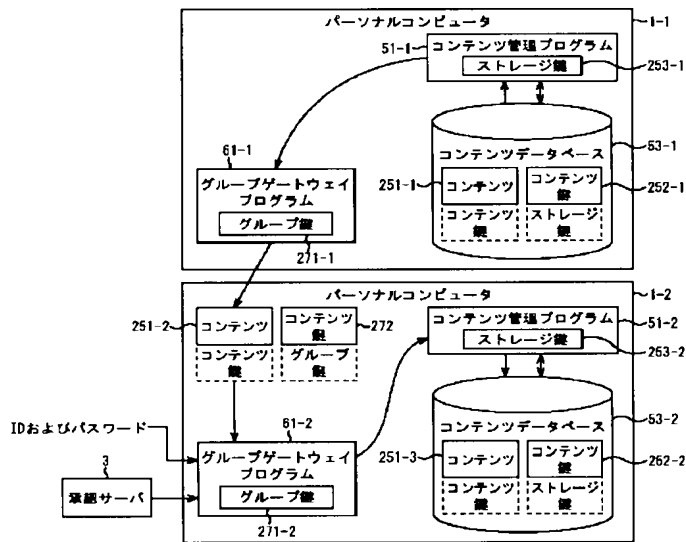 パーソナルコンピュータ
1-1
51-1
コンテンツ管理プログラム
ストレージ鍵
253-1
61-1
グループゲートウェイ
プログラム
グループ鍵
271-1
53-1
コンテンツデータベース
251-1
コンテンツ
コンテンツ
鍵
252-1
コンテンツ
鍵
ストレージ
鍵
パーソナルコンピュータ
1-2
251-2
コンテンツ
コンテンツ
鍵
272
コンテンツ
鍵
グループ
鍵
コンテンツ管理プログラム
51-2
ストレージ鍵
253-2
IDおよびパスワード
61-2
グループゲートウェイ
プログラム
グループ鍵
271-2
3
承認サーバ
53-2
コンテンツデータベース
251-3
コンテンツ
コンテンツ
鍵
252-2
コンテンツ
鍵
ストレージ
鍵